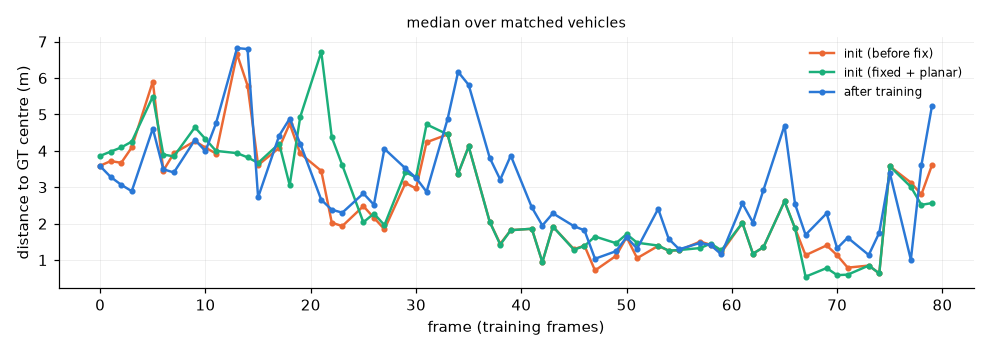 median over matched vehicles
distance to GT centre (m)
7
6
5
4
3
2
1
init (before fix)
init (fixed + planar)
after training
0 10 20 30 40 50 60 70 80
frame (training frames)